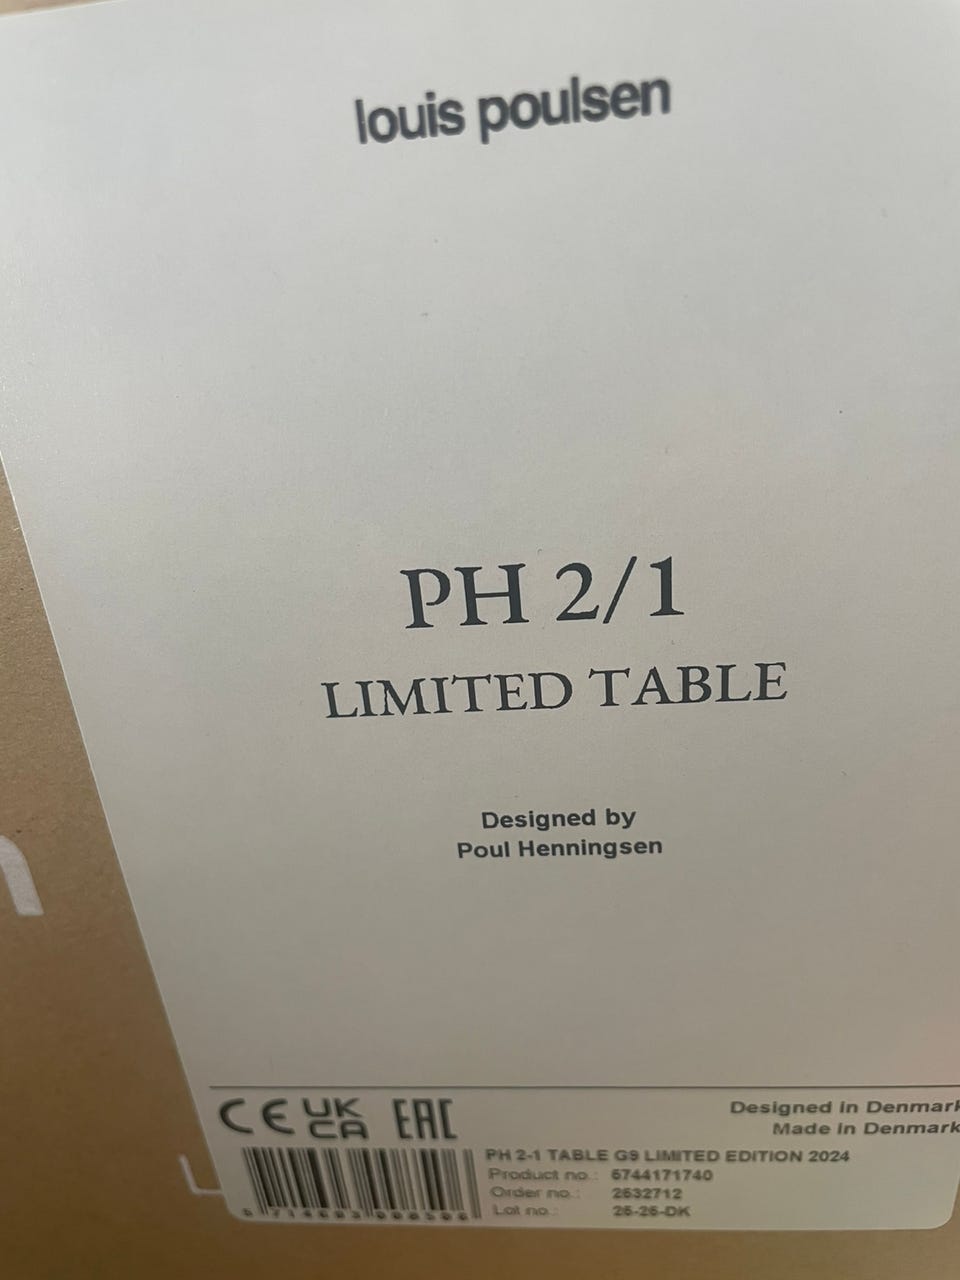 louis poulsen
PH 2/1
LIMITED TABLE
Designed by
Poul Henningsen
CE UK CA EAC
Designed in Denmark
Made in Denmark
PH 2-1 TABLE G9 LIMITED EDITION 2024
Product no.: 5744171740
Order no.: 2632712
Lot no.: 25-26-DK